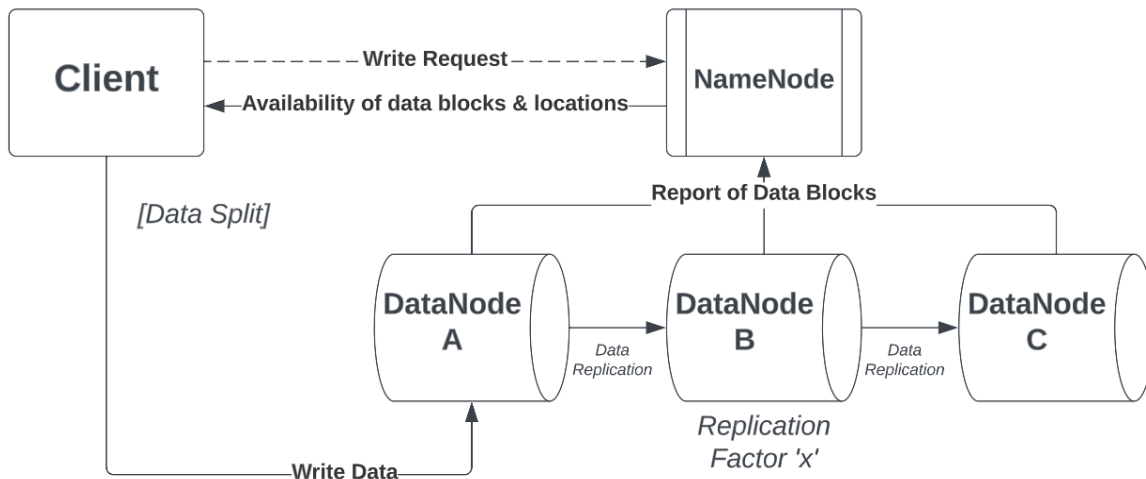 Client
Write Request
NameNode
Availability of data blocks & locations
Report of Data Blocks
[Data Split]
DataNode
A
DataNode
B
DataNode
C
Data
Replication
Data
Replication
Replication
Factor 'x'
Write Data